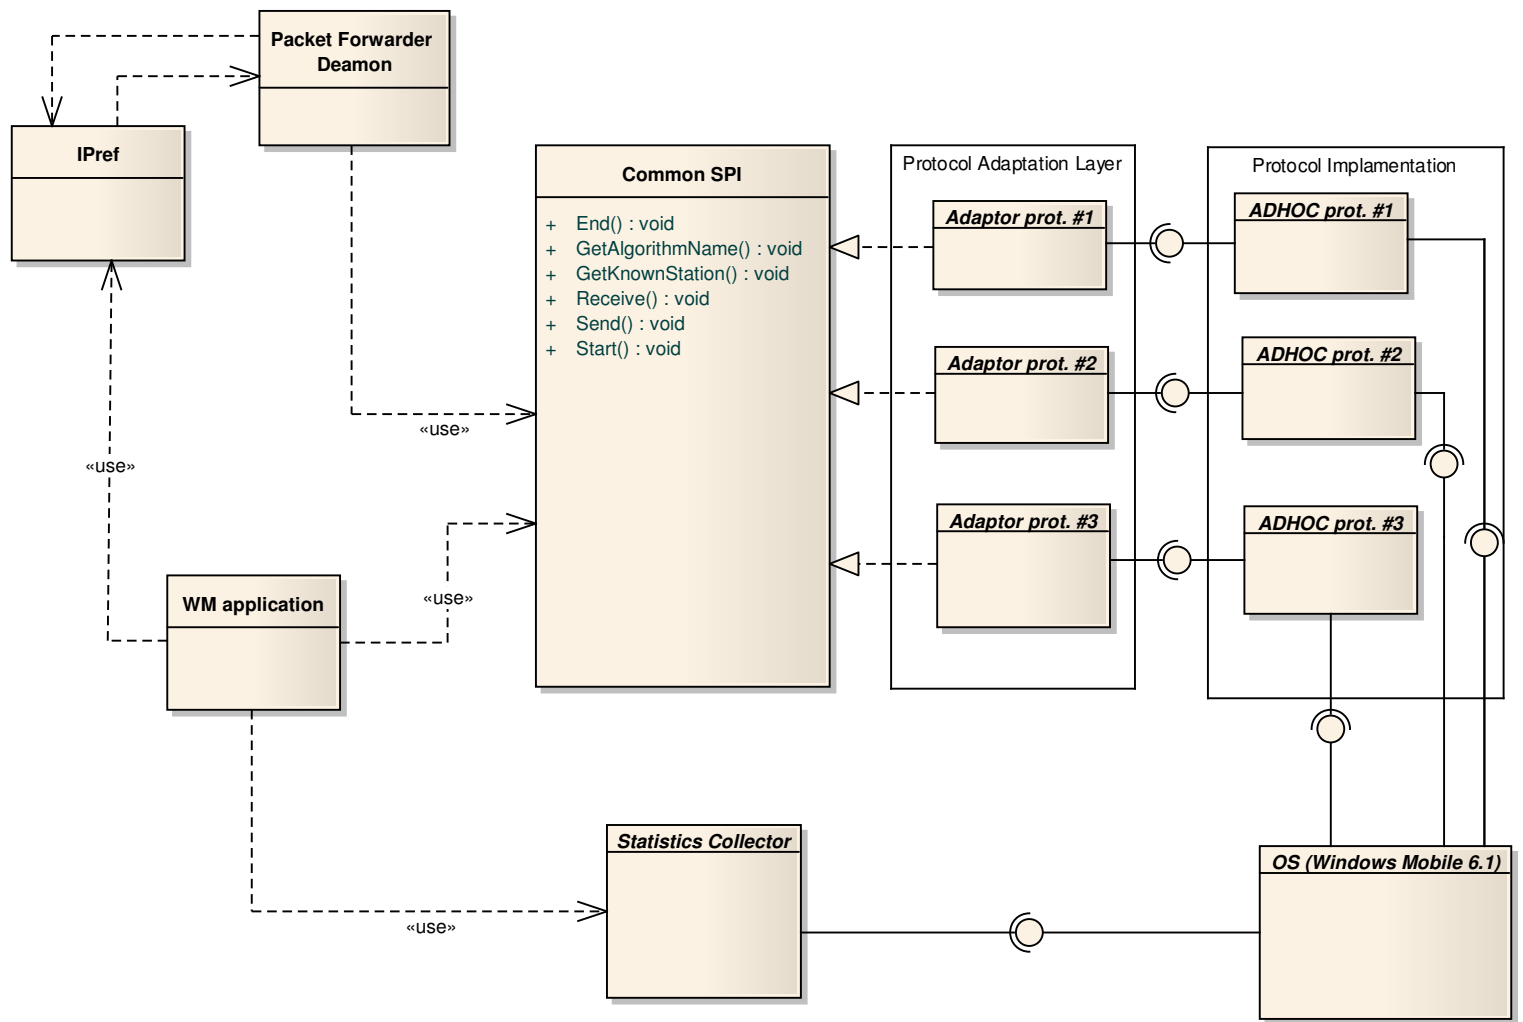 Packet Forwarder
Deamon
IPref
Common SPI
+ End() : void
+ GetAlgorithmName() : void
+ GetKnownStation() : void
+ Receive() : void
+ Send() : void
+ Start() : void
Protocol Adaptation Layer
Adaptor prot. #1
Adaptor prot. #2
Adaptor prot. #3
Protocol Implamentation
ADHOC prot. #1
ADHOC prot. #2
ADHOC prot. #3
«use»
«use»
«use»
WM application
«use»
Statistics Collector
OS (Windows Mobile 6.1)